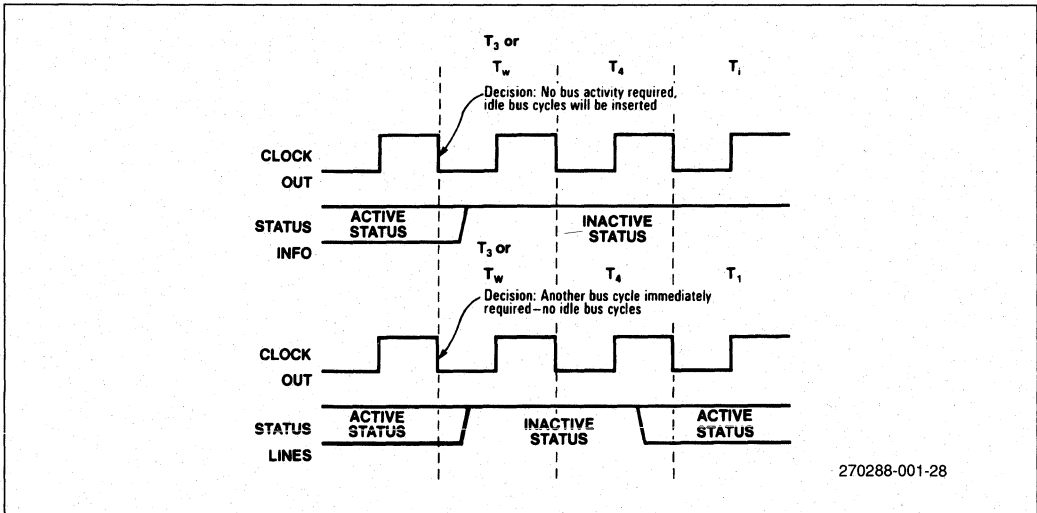 T3 or
Tw T4 Ti
Decision: No bus activity required,
idle bus cycles will be inserted
CLOCK
OUT
STATUS
INFO
ACTIVE
STATUS
INACTIVE
STATUS
T3 or
Tw T4 T1
Decision: Another bus cycle immediately
required–no idle bus cycles
CLOCK
OUT
STATUS
LINES
ACTIVE
STATUS
INACTIVE
STATUS
ACTIVE
STATUS
270288-001-28